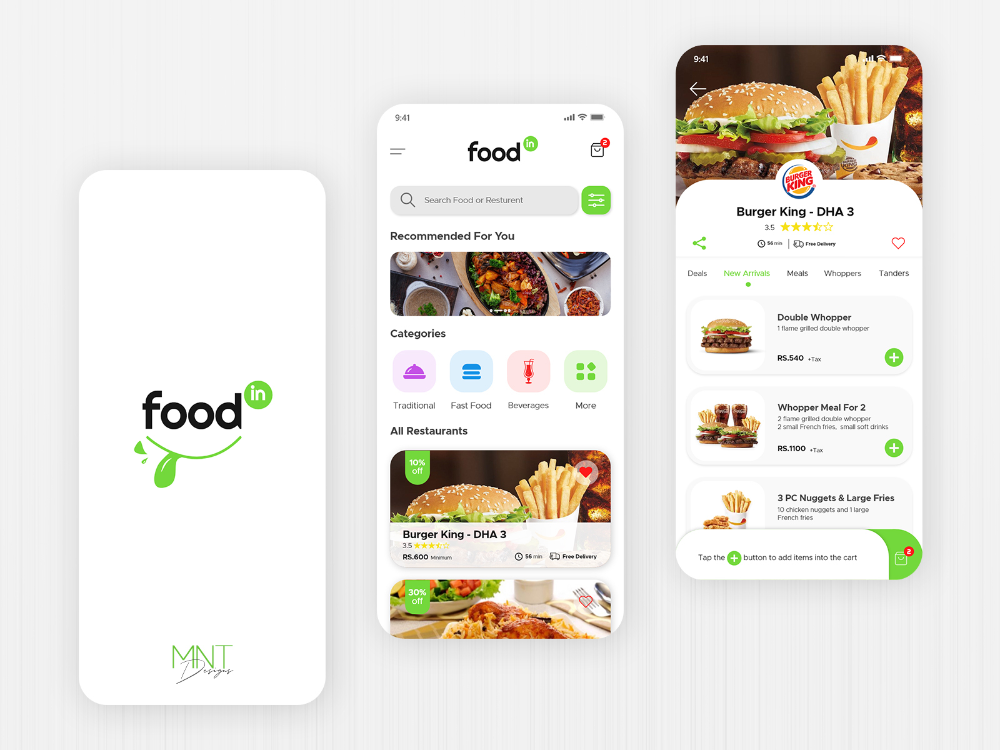 food in
MNT
Designs
9:41
food in
2
Search Food or Resturent
Recommended For You
Categories
Traditional
Fast Food
Beverages
More
All Restaurants
10%
off
Burger King - DHA 3
3.5
RS.600 Minimum
56 min
Free Delivery
30%
off
9:41
BURGER
KING
BURGER
KING
Burger King - DHA 3
3.5
56 min
Free Delivery
Deals
New Arrivals
Meals
Whoppers
Tanders
Double Whopper
1 flame grilled double whopper
RS.540 +Tax
Whopper Meal For 2
2 flame grilled double whopper
2 small French fries, small soft drinks
RS.1100 +Tax
3 PC Nuggets & Large Fries
10 chicken nuggets and 1 large
French fries
Tap the + button to add items into the cart
2